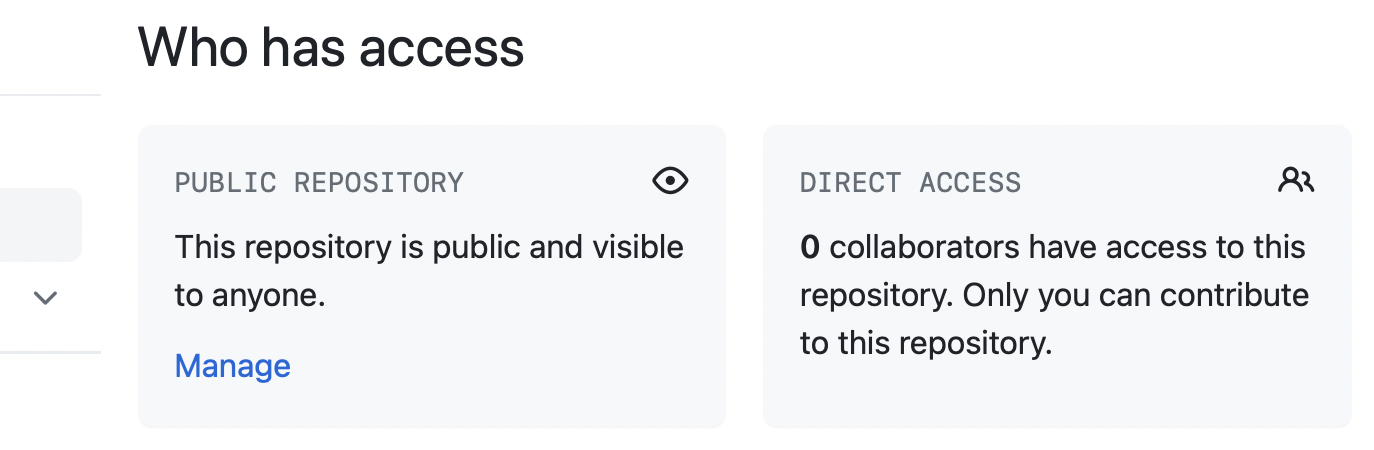 Who has access
PUBLIC REPOSITORY
This repository is public and visible
to anyone.
Manage
DIRECT ACCESS
0 collaborators have access to this
repository. Only you can contribute
to this repository.